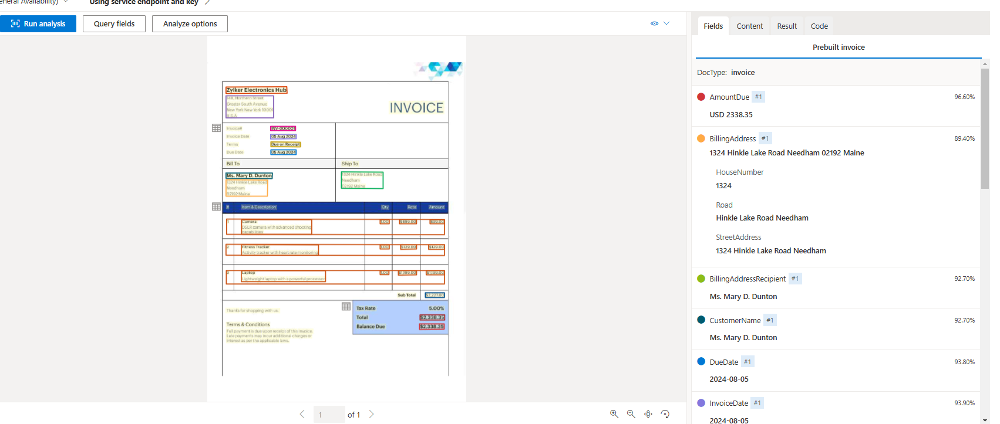 General Availability)
Using service endpoint and key
Run analysis
Query fields
Analyze options
Zylker Electronics Hub
148, Northern Street
Greater South Avenue
New York New York 10001
U.S.A
INVOICE
Invoice# INV-000001
Invoice Date 05 Aug 2024
Terms Due on Receipt
Due Date 05 Aug 2024
Bill To
Ship To
Ms. Mary D. Dunton
1324 Hinkle Lake Road
Needham
02192 Maine
1324 Hinkle Lake Road
Needham
02192 Maine
# Item & Description Qty Rate Amount
1 Camera 1.00 $899.00
DSLR camera with advanced shooting
capabilities
2 Fitness Tracker 1.00 $129.00 $129.00
Activity tracker with heart rate monitoring
3 Laptop 1.00 $1,199.00 $1,199.00
Lightweight laptop with a powerful processor
Sub Total $2,227.00
Thanks for shopping with us.
Tax Rate 5.00%
Total $2,338.35
Balance Due $2,338.35
Terms & Conditions
Full payment is due upon receipt of this invoice.
Late payments may incur additional charges or
interest as per the applicable laws.
1 of 1
Fields
Content
Result
Code
Prebuilt invoice
DocType: invoice
AmountDue #1 96.60%
USD 2338.35
BillingAddress #1 89.40%
1324 Hinkle Lake Road Needham 02192 Maine
HouseNumber
1324
Road
Hinkle Lake Road Needham
StreetAddress
1324 Hinkle Lake Road Needham
BillingAddressRecipient #1 92.70%
Ms. Mary D. Dunton
CustomerName #1 92.70%
Ms. Mary D. Dunton
DueDate #1 93.80%
2024-08-05
InvoiceDate #1 93.90%
2024-08-05